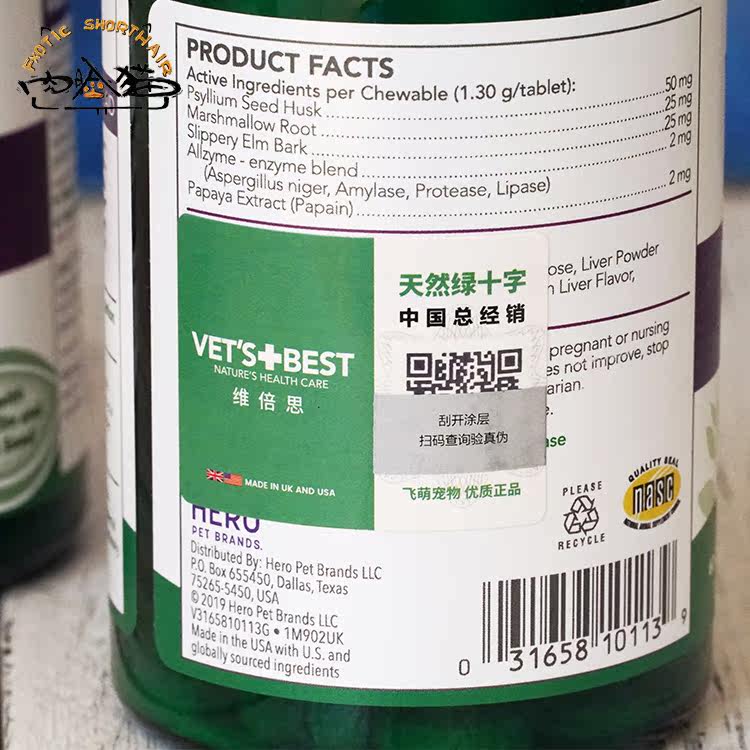 EXOTIC SHORTHAIR
肉哈猫
PRODUCT FACTS
Active Ingredients per Chewable (1.30 g/tablet):
Psyllium Seed Husk 50 mg
Marshmallow Root 25 mg
Slippery Elm Bark 25 mg
Allzyme - enzyme blend 2 mg
(Aspergillus niger, Amylase, Protease, Lipase)
Papaya Extract (Papain) 2 mg
ose, Liver Powder
n Liver Flavor,
pregnant or nursing
es not improve, stop
arian.
e.
ase
天然绿十字
中国总经销
VET'S+BEST
NATURE'S HEALTH CARE
维倍思
刮开涂层
扫码查询验真伪
MADE IN UK AND USA
飞萌宠物 优质正品
HERO
PET BRANDS.
Distributed By: Hero Pet Brands LLC
P.O. Box 655450, Dallas, Texas
75265-5450, USA
© 2019 Hero Pet Brands LLC
V3165810113G • 1M902UK
Made in the USA with U.S. and
globally sourced ingredients
PLEASE
RECYCLE
QUALITY SEAL
nasc
0 31658 10113 9